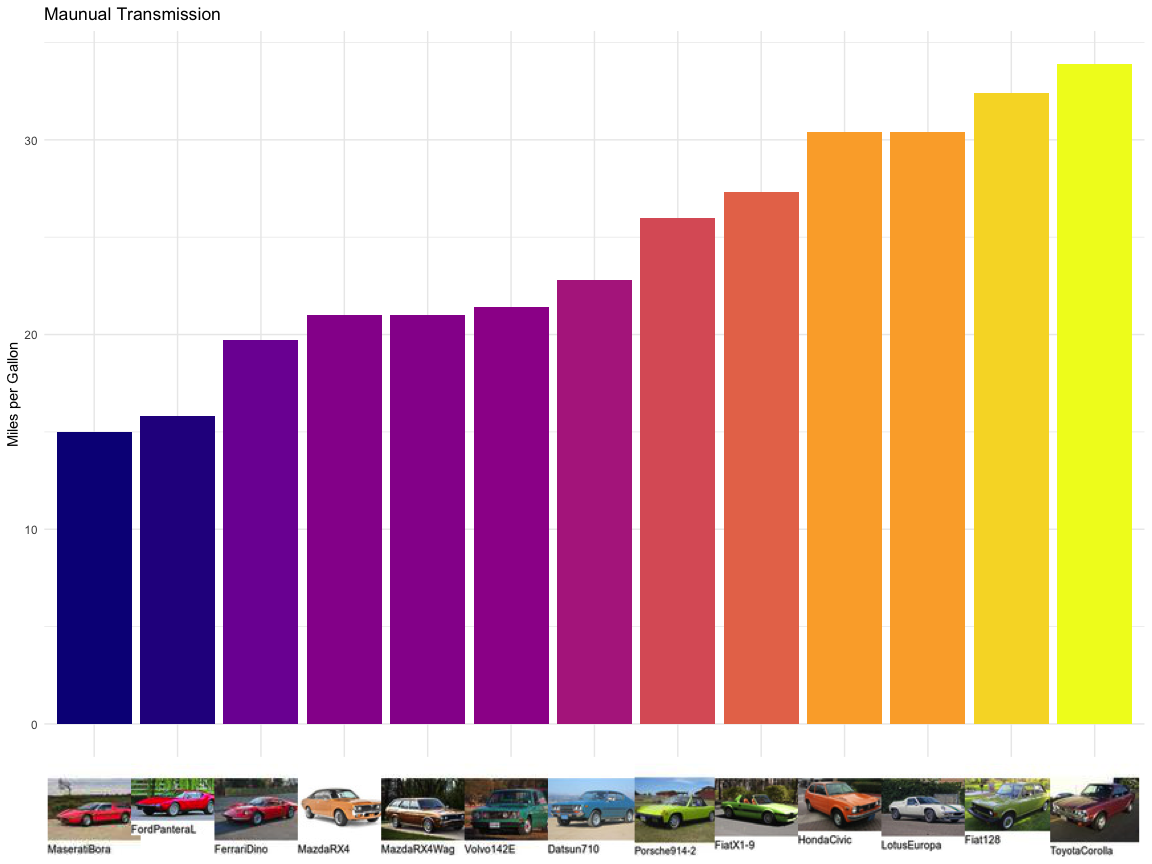 Maunual Transmission
Miles per Gallon
30
20
10
0
MaseratiBora
FordPanteraL
FerrariDino
MazdaRX4
MazdaRX4Wag
Volvo142E
Datsun710
Porsche914-2
FiatX1-9
HondaCivic
LotusEuropa
Fiat128
ToyotaCorolla